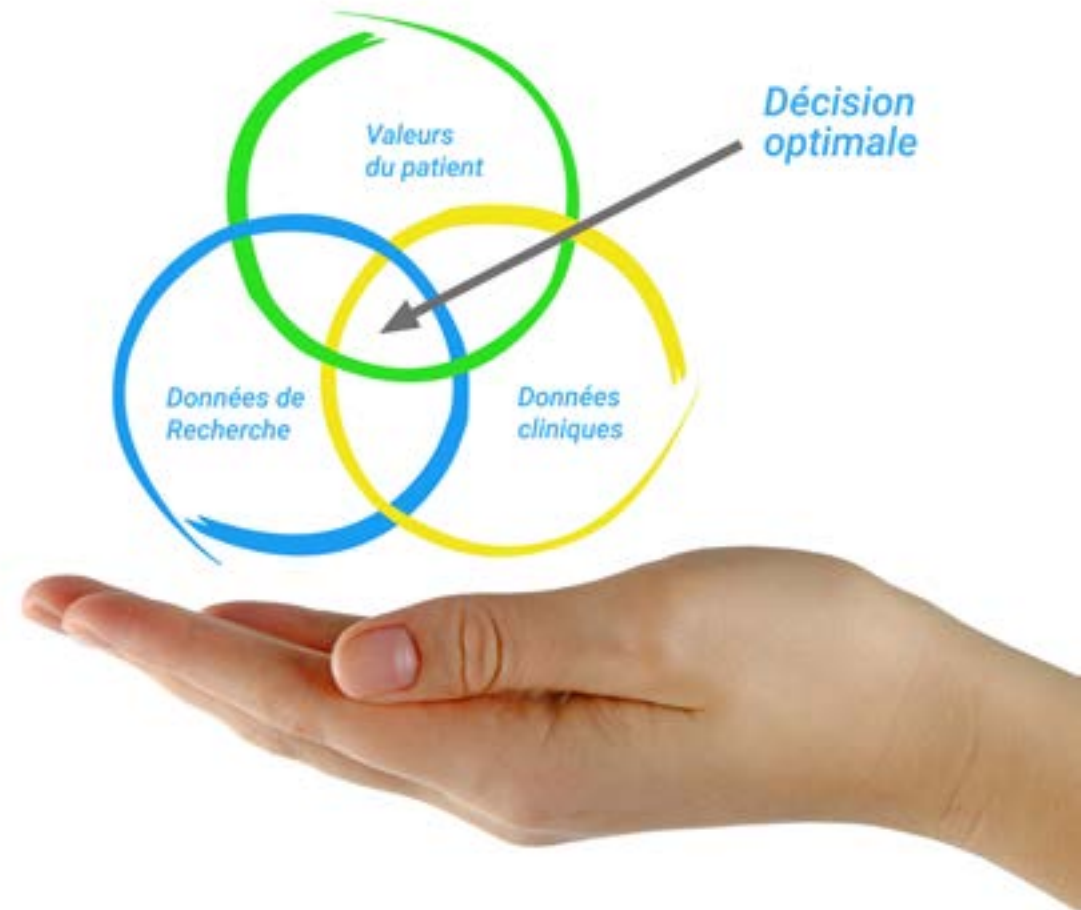 Valeurs
du patient
Décision
optimale
Données de
Recherche
Données
cliniques